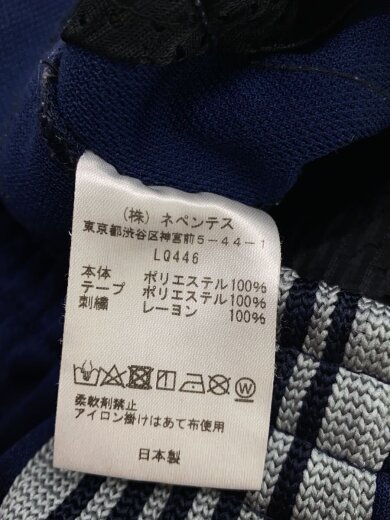 (株) ネペンテス
東京都渋谷区神宮前5-44-1
LQ446
本体 ポリエステル100%
テープ ポリエステル100%
刺繍 レーヨン 100%
柔軟剤禁止
アイロン掛けはあて布使用
日本製